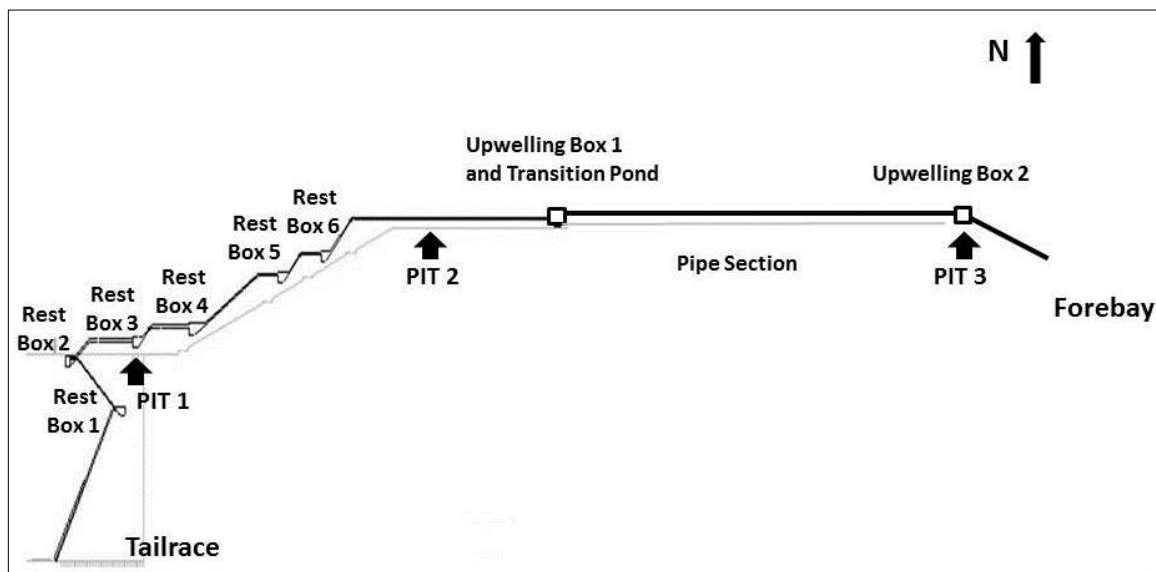 N
Upwelling Box 1
and Transition Pond
Upwelling Box 2
Rest
Box 6
Rest
Box 5
Rest
Box 4
Rest
Box 3
Rest
Box 2
Rest
Box 1
PIT 1
PIT 2
Pipe Section
PIT 3
Forebay
Tailrace